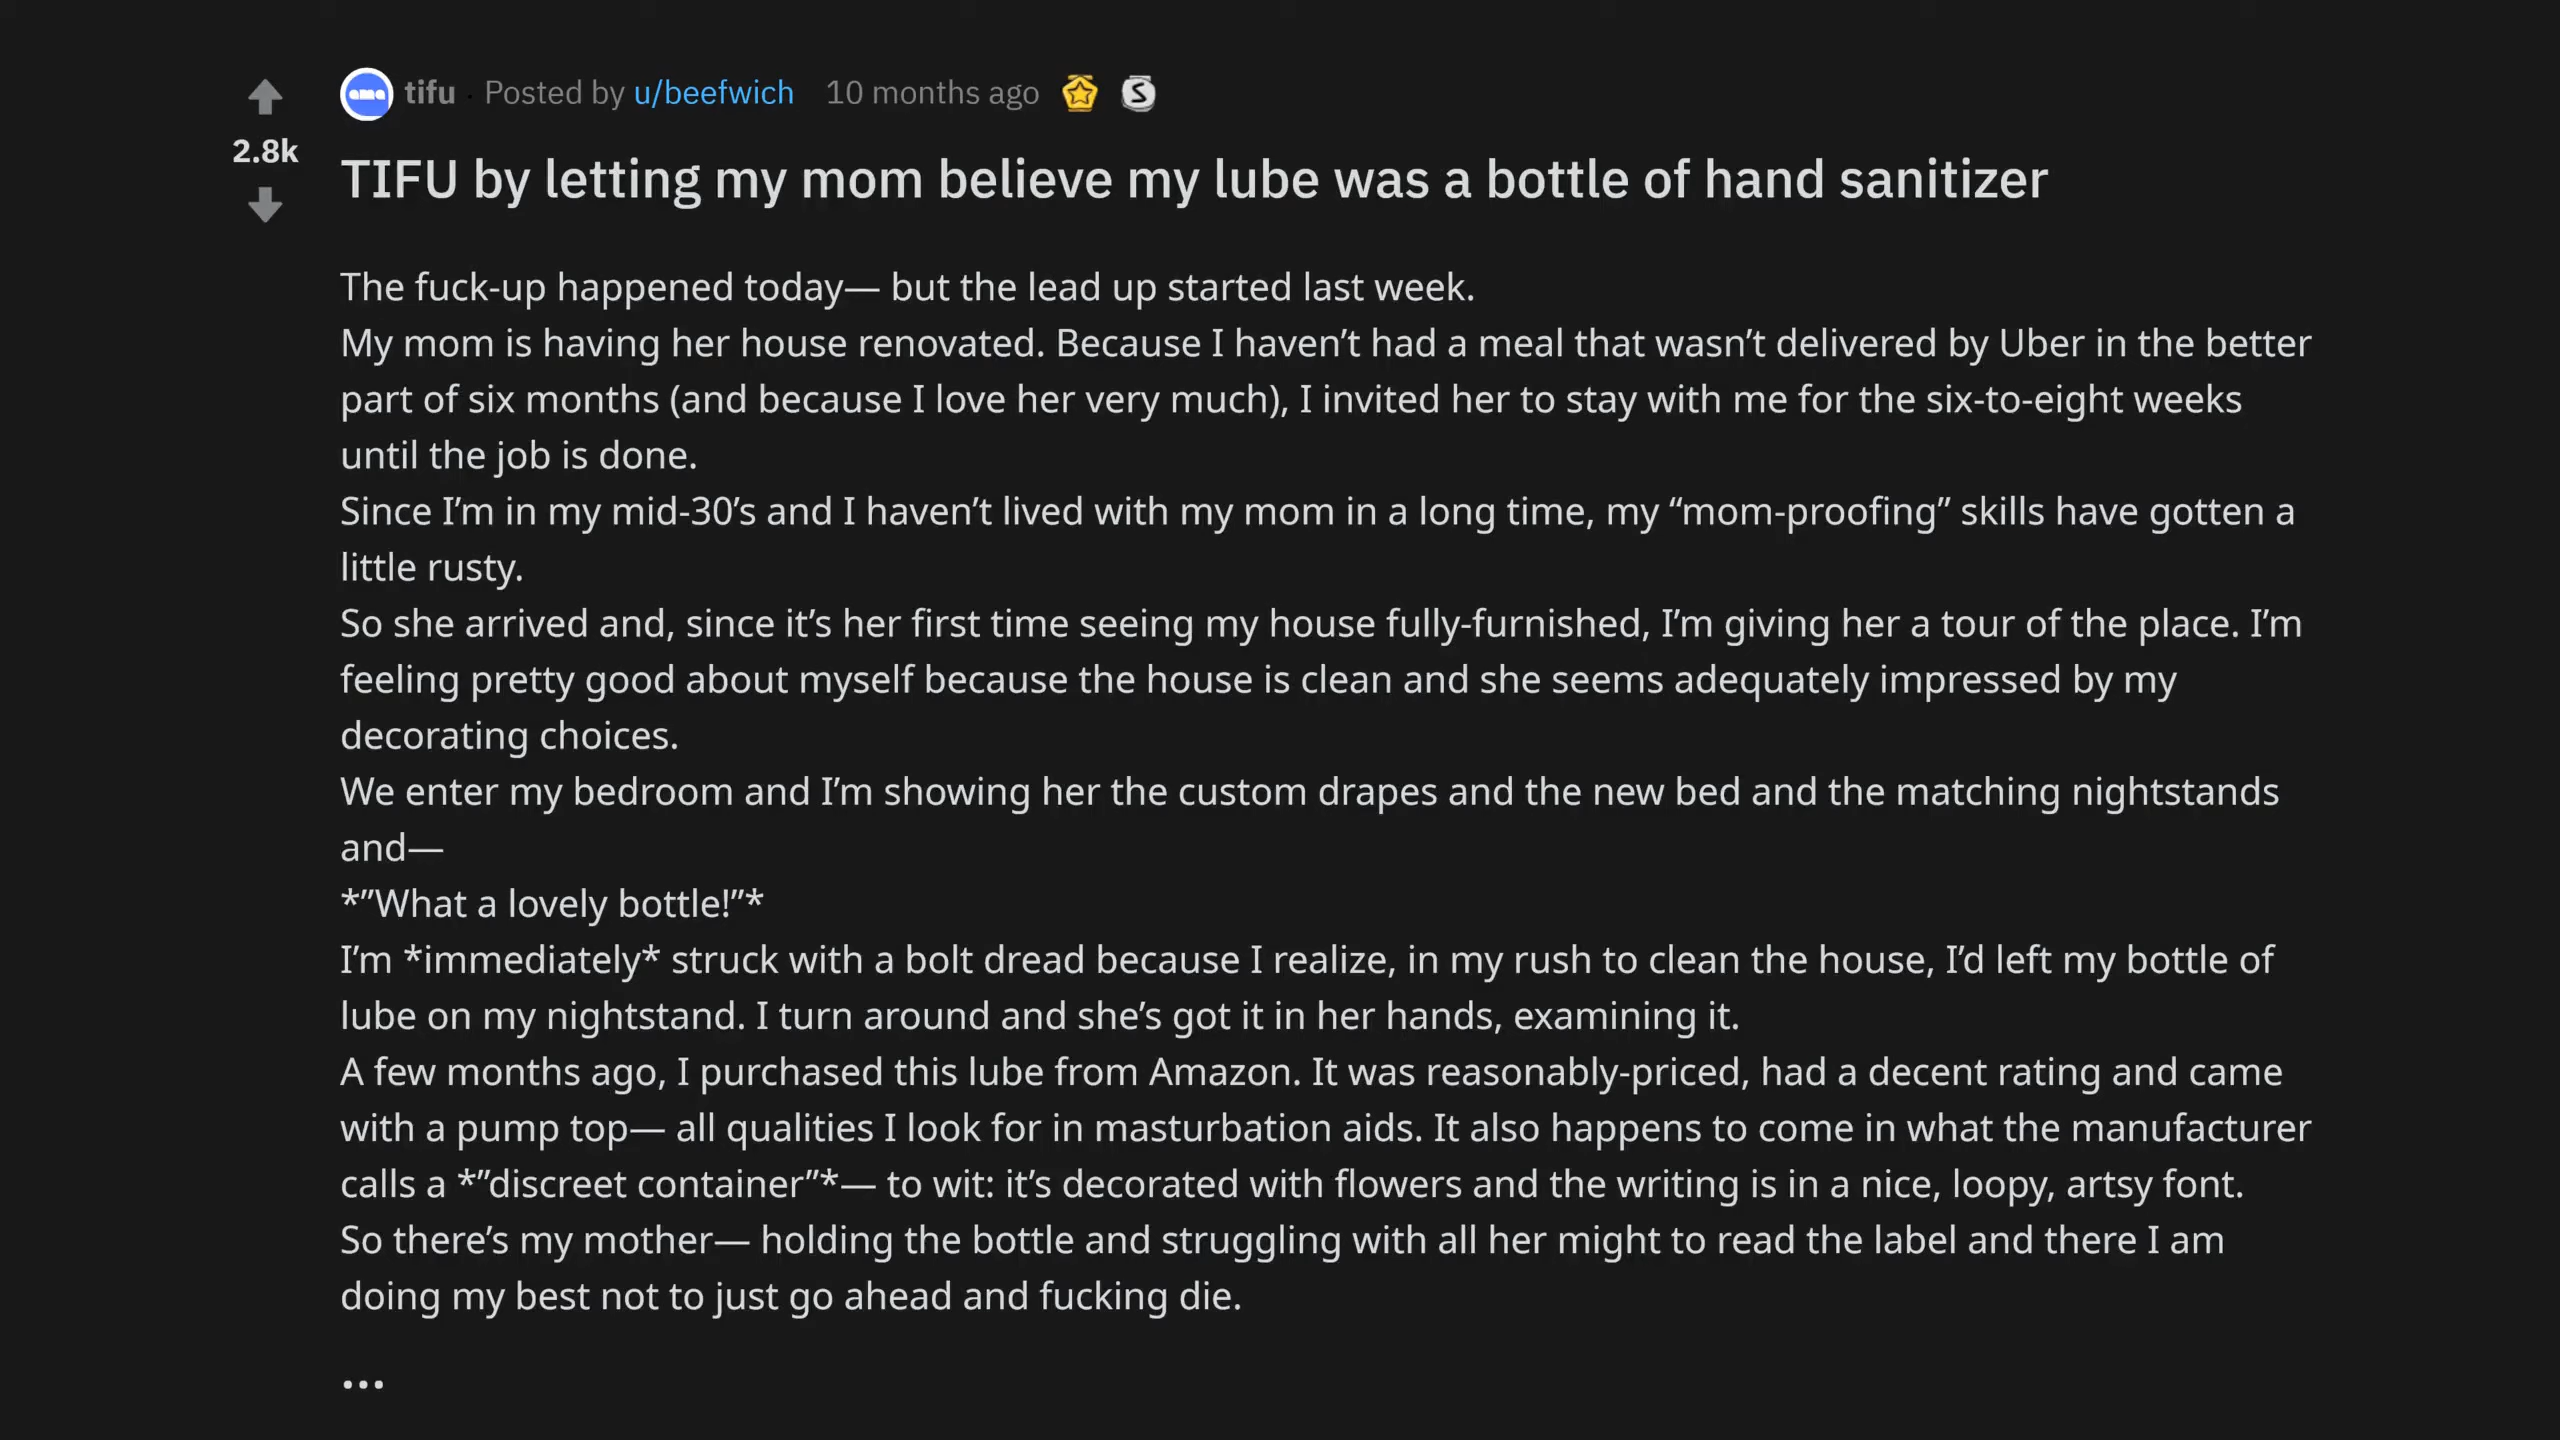 tifu · Posted by u/beefwich 10 months ago
2.8k
TIFU by letting my mom believe my lube was a bottle of hand sanitizer
The fuck-up happened today— but the lead up started last week.
My mom is having her house renovated. Because I haven’t had a meal that wasn’t delivered by Uber in the better
part of six months (and because I love her very much), I invited her to stay with me for the six-to-eight weeks
until the job is done.
Since I’m in my mid-30’s and I haven’t lived with my mom in a long time, my “mom-proofing” skills have gotten a
little rusty.
So she arrived and, since it’s her first time seeing my house fully-furnished, I’m giving her a tour of the place. I’m
feeling pretty good about myself because the house is clean and she seems adequately impressed by my
decorating choices.
We enter my bedroom and I’m showing her the custom drapes and the new bed and the matching nightstands
and—
*”What a lovely bottle!”*
I’m *immediately* struck with a bolt dread because I realize, in my rush to clean the house, I’d left my bottle of
lube on my nightstand. I turn around and she’s got it in her hands, examining it.
A few months ago, I purchased this lube from Amazon. It was reasonably-priced, had a decent rating and came
with a pump top— all qualities I look for in masturbation aids. It also happens to come in what the manufacturer
calls a *”discreet container”*— to wit: it’s decorated with flowers and the writing is in a nice, loopy, artsy font.
So there’s my mother— holding the bottle and struggling with all her might to read the label and there I am
doing my best not to just go ahead and fucking die.
...